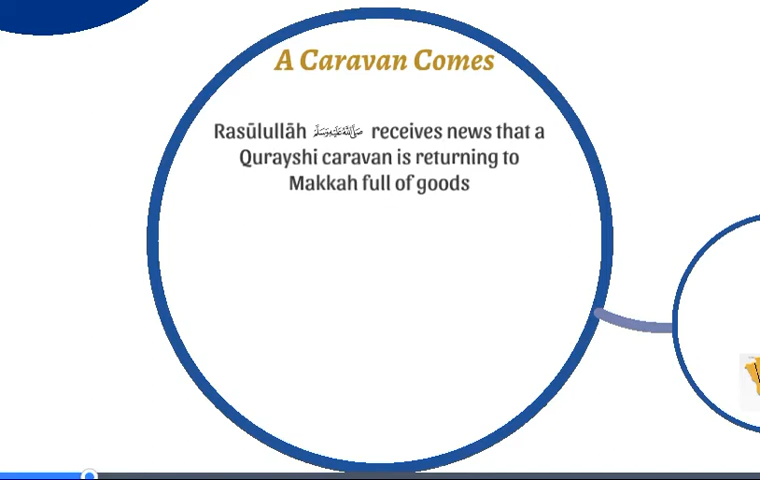 A Caravan Comes
Rasūlullāh ﷺ receives news that a
Qurayshi caravan is returning to
Makkah full of goods